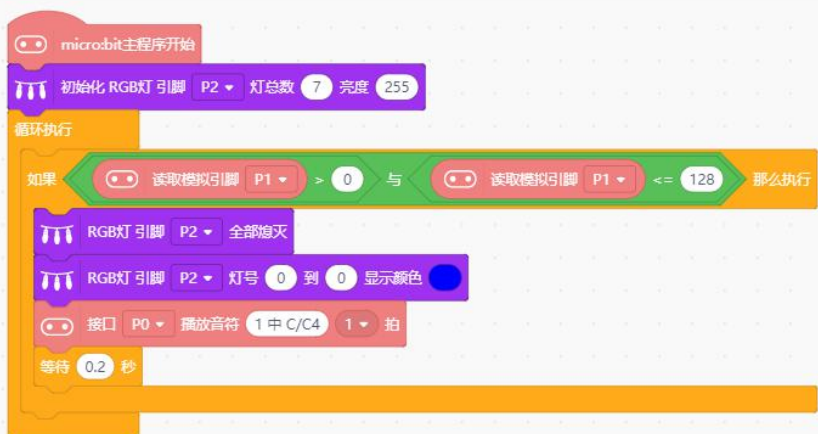 micro:bit主程序开始
初始化 RGB灯 引脚 P2 灯总数 7 亮度 255
循环执行
如果 读取模拟引脚 P1 > 0 与 读取模拟引脚 P1 <= 128 那么执行
RGB灯 引脚 P2 全部熄灭
RGB灯 引脚 P2 灯号 0 到 0 显示颜色
接口 P0 播放音符 1 中 C/C4 1 拍
等待 0.2 秒